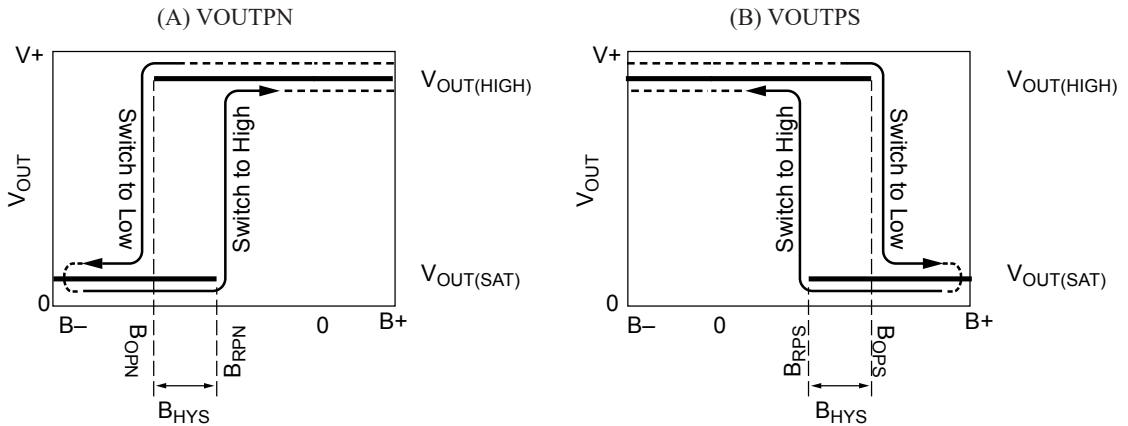 (A) VOUTPN
V+
Switch to Low
Switch to High
VOUT(HIGH)
VOUT
VOUT(SAT)
0
B–
0
B+
BOPN
BRPN
BHYS
(B) VOUTPS
V+
Switch to High
Switch to Low
VOUT(HIGH)
VOUT
VOUT(SAT)
0
B–
0
B+
BRPS
BOPS
BHYS